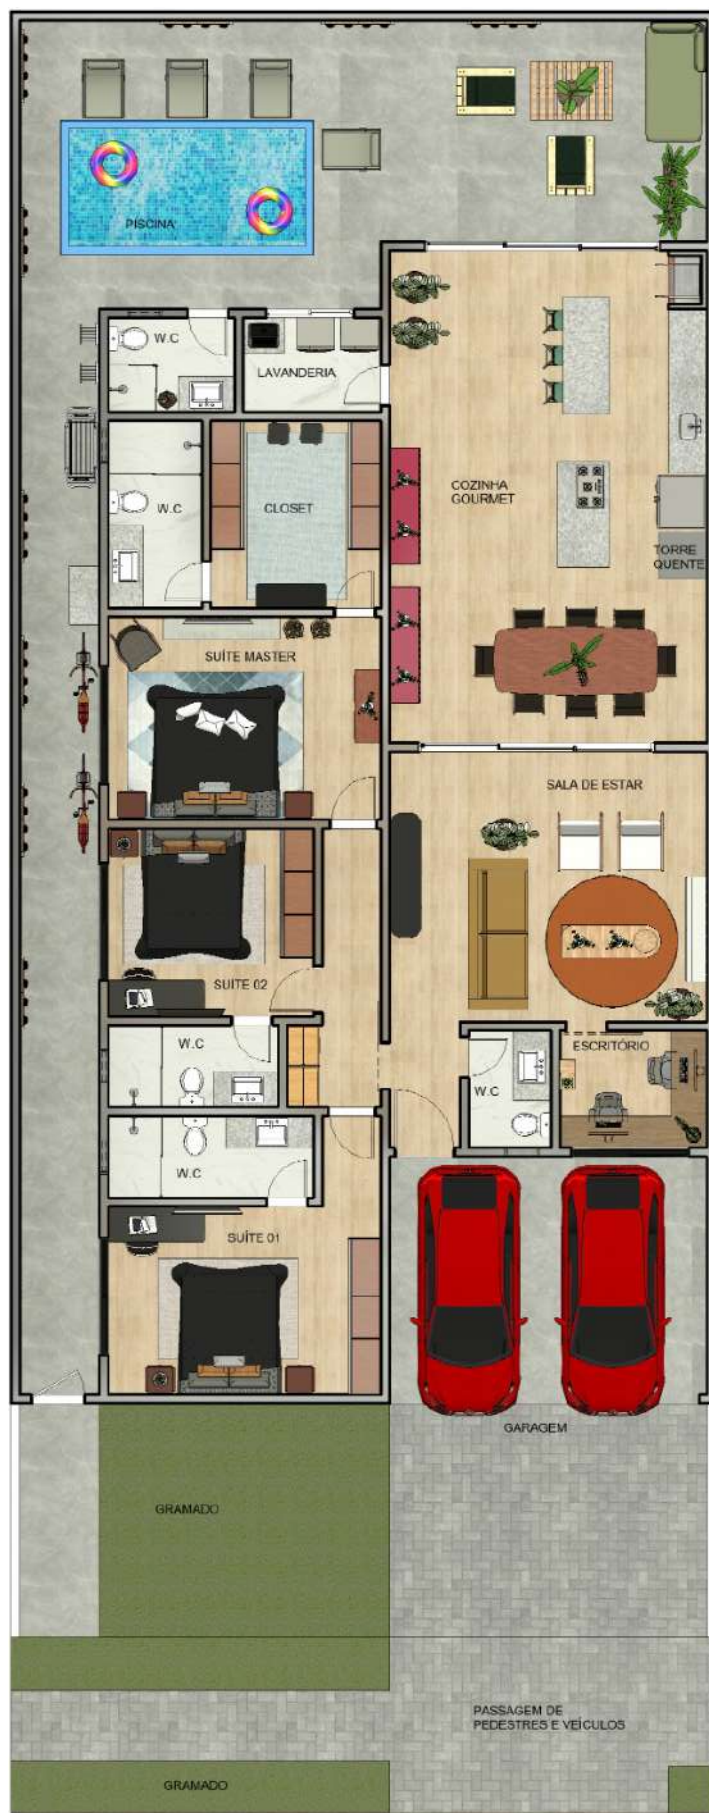 PISCINA
W.C
LAVANDERIA
W.C
CLOSET
COZINHA
GOURMET
TORRE
QUENTE
SUÍTE MASTER
SALA DE ESTAR
SUÍTE 02
W.C
ESCRITÓRIO
W.C
W.C
SUÍTE 01
GARAGEM
GRAMADO
PASSAGEM DE
PEDESTRES E VEÍCULOS
GRAMADO